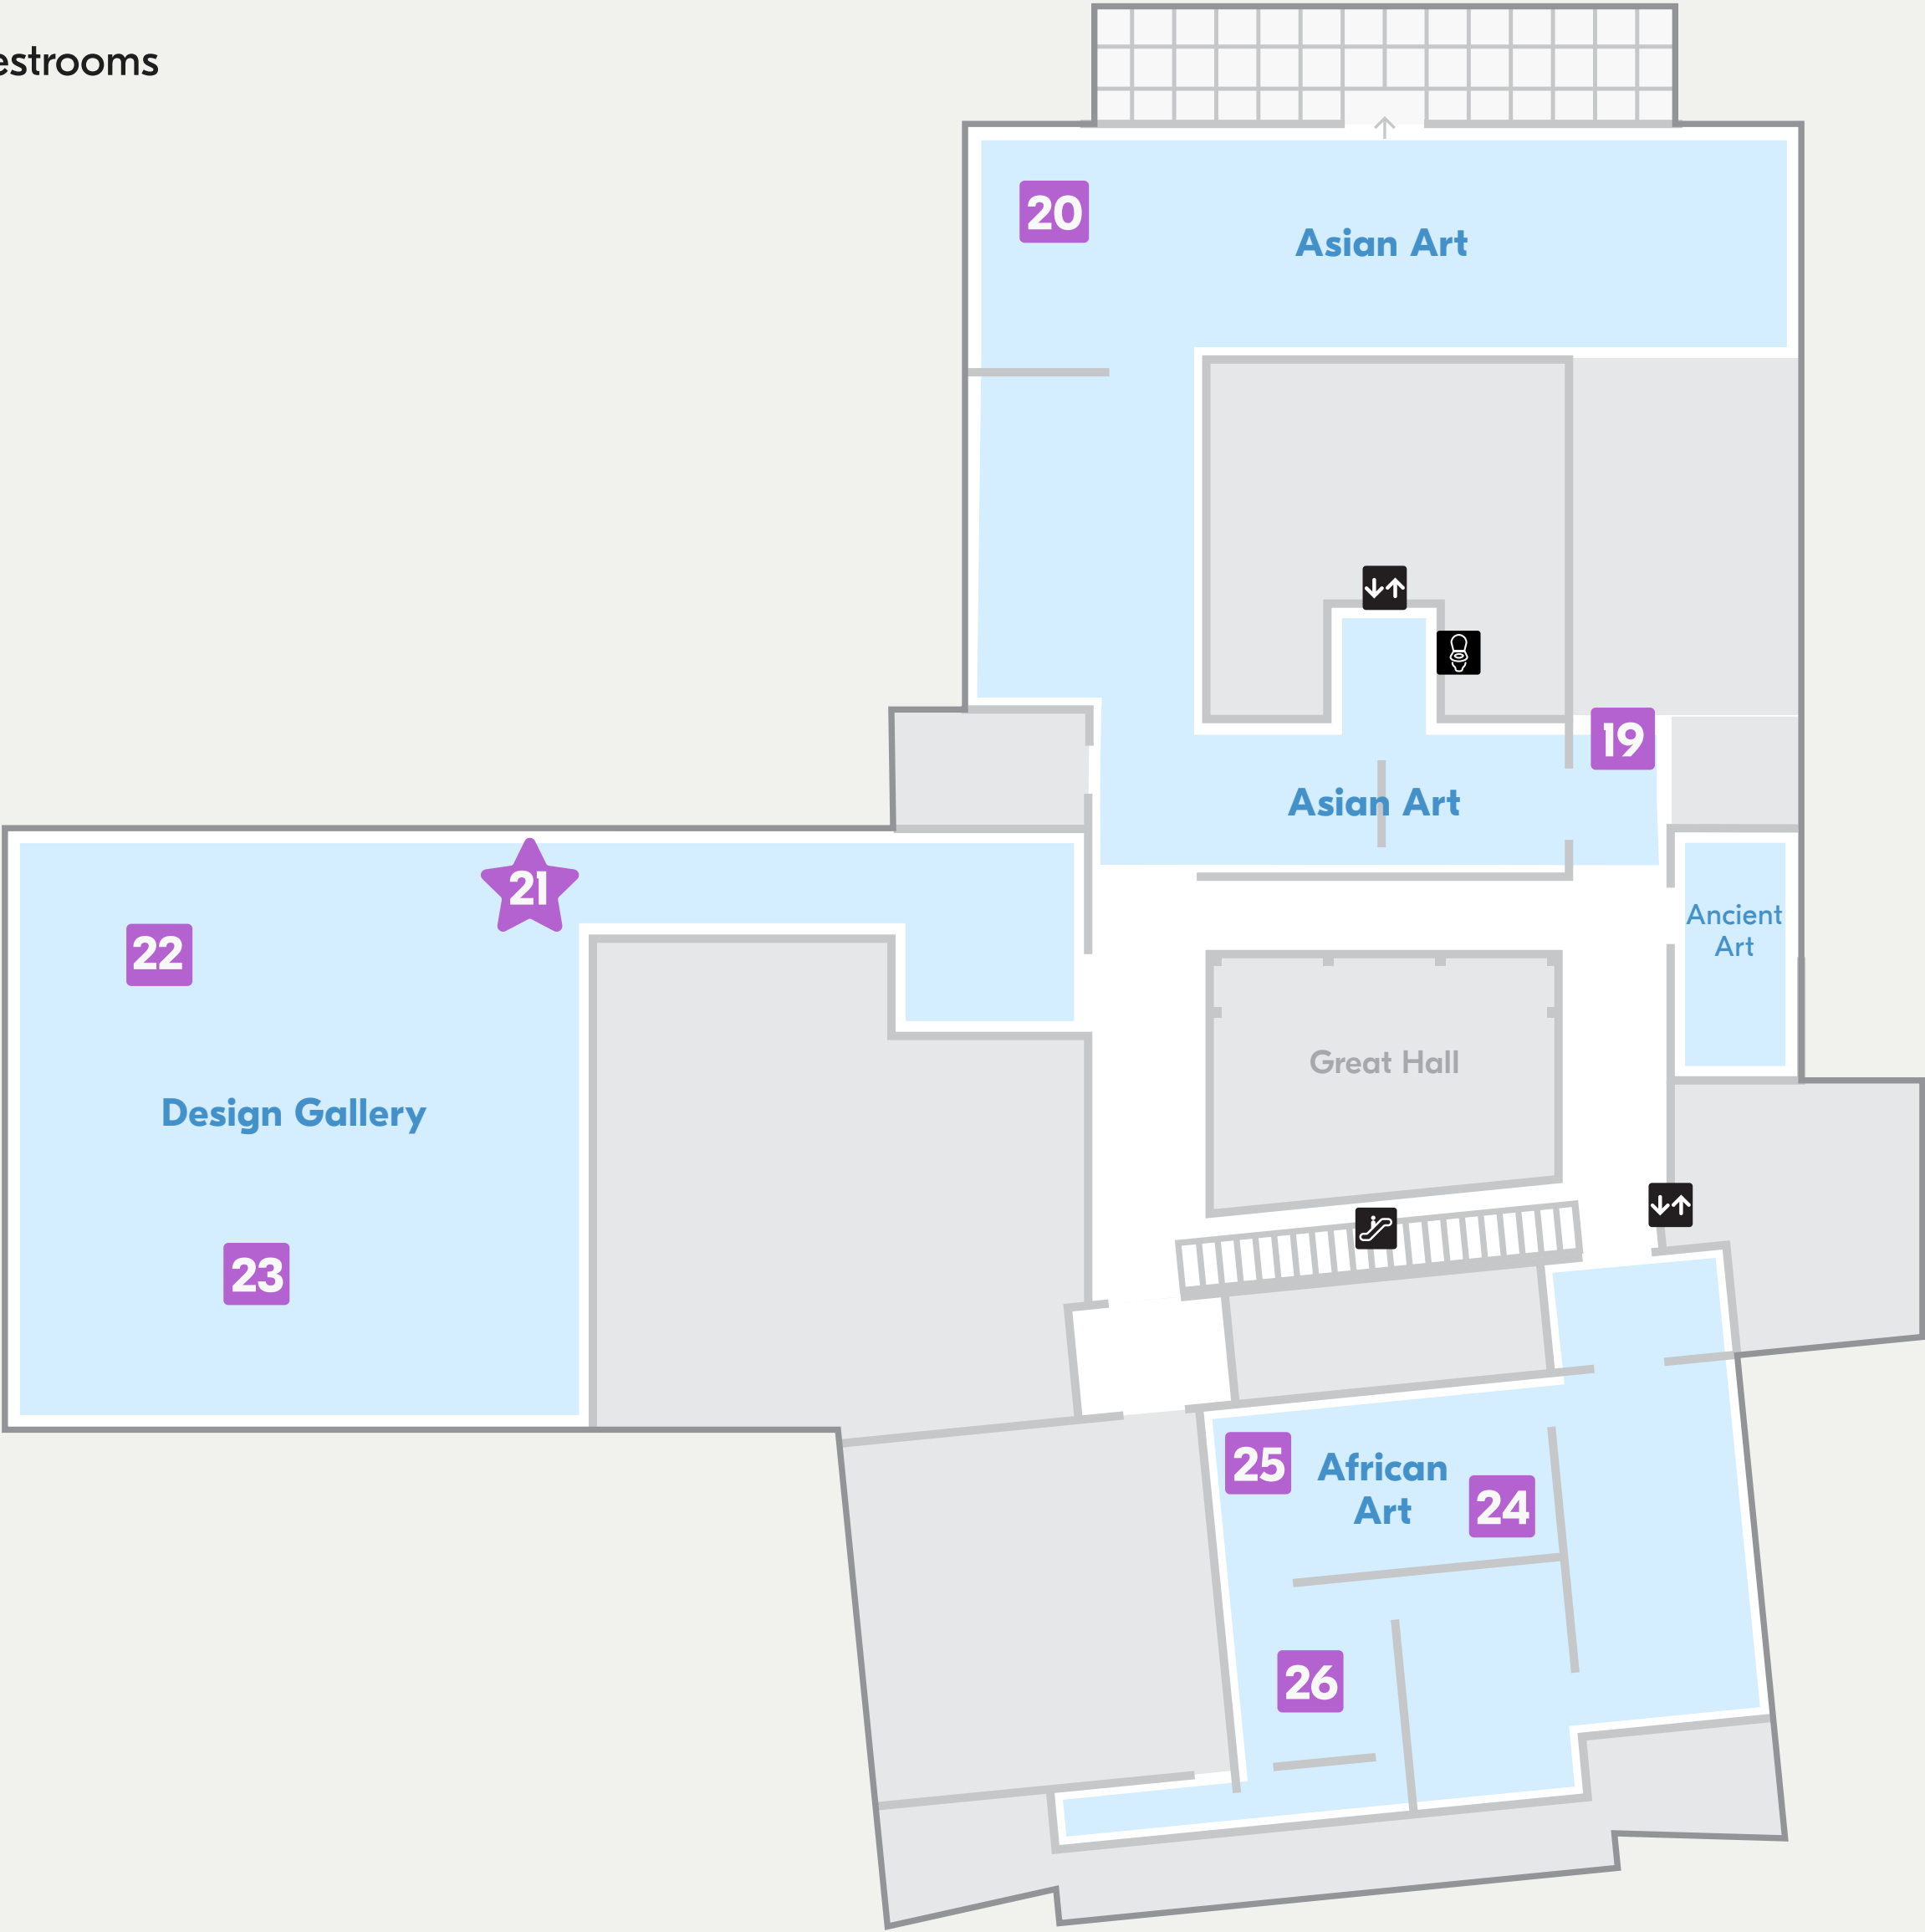 estrooms
20
Asian Art
19
Asian Art
21
22
Ancient
Art
Great Hall
Design Gallery
23
25
African
Art
24
26